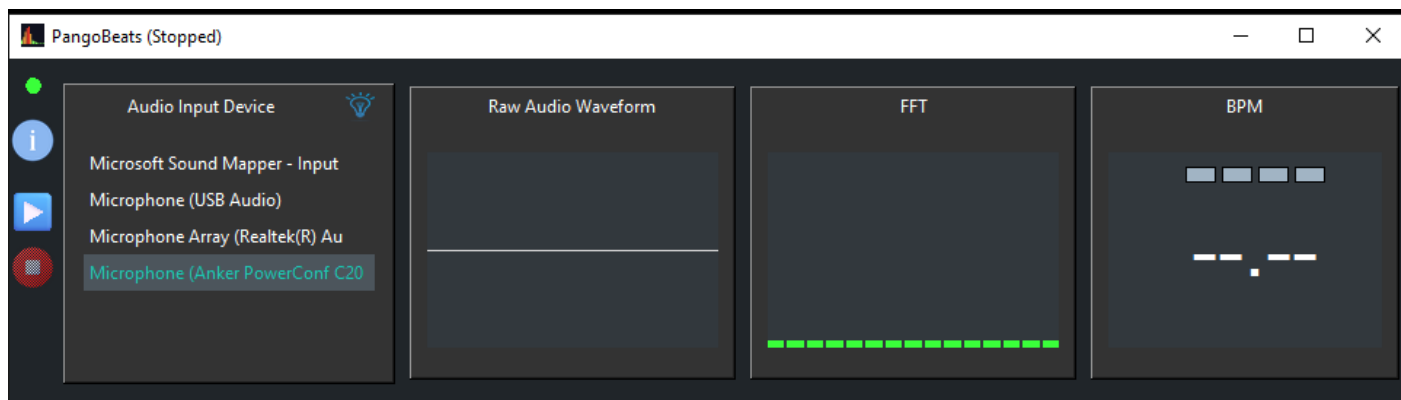 PangoBeats (Stopped)
Audio Input Device
Microsoft Sound Mapper - Input
Microphone (USB Audio)
Microphone Array (Realtek(R) Au
Microphone (Anker PowerConf C20
Raw Audio Waveform
FFT
BPM
--.--